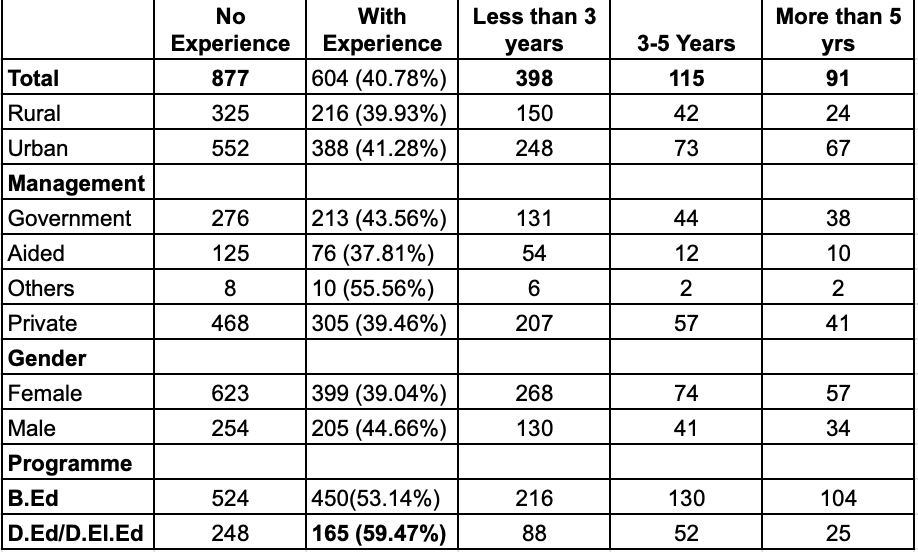 No Experience | With Experience | Less than 3 years | 3-5 Years | More than 5 yrs
Total | 877 | 604 (40.78%) | 398 | 115 | 91
Rural | 325 | 216 (39.93%) | 150 | 42 | 24
Urban | 552 | 388 (41.28%) | 248 | 73 | 67
Management
Government | 276 | 213 (43.56%) | 131 | 44 | 38
Aided | 125 | 76 (37.81%) | 54 | 12 | 10
Others | 8 | 10 (55.56%) | 6 | 2 | 2
Private | 468 | 305 (39.46%) | 207 | 57 | 41
Gender
Female | 623 | 399 (39.04%) | 268 | 74 | 57
Male | 254 | 205 (44.66%) | 130 | 41 | 34
Programme
B.Ed | 524 | 450(53.14%) | 216 | 130 | 104
D.Ed/D.El.Ed | 248 | 165 (59.47%) | 88 | 52 | 25